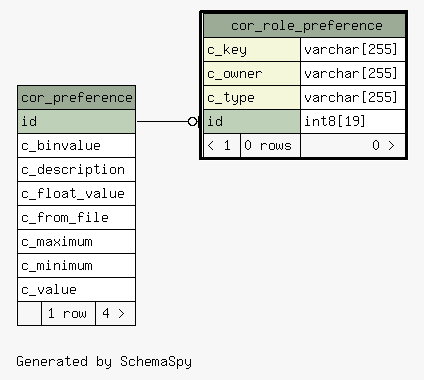 cor_role_preference
c_key varchar[255]
c_owner varchar[255]
c_type varchar[255]
id int8[19]
< 1 0 rows 0 >
cor_preference
id
c_binvalue
c_description
c_float_value
c_from_file
c_maximum
c_minimum
c_value
1 row 4 >
Generated by SchemaSpy